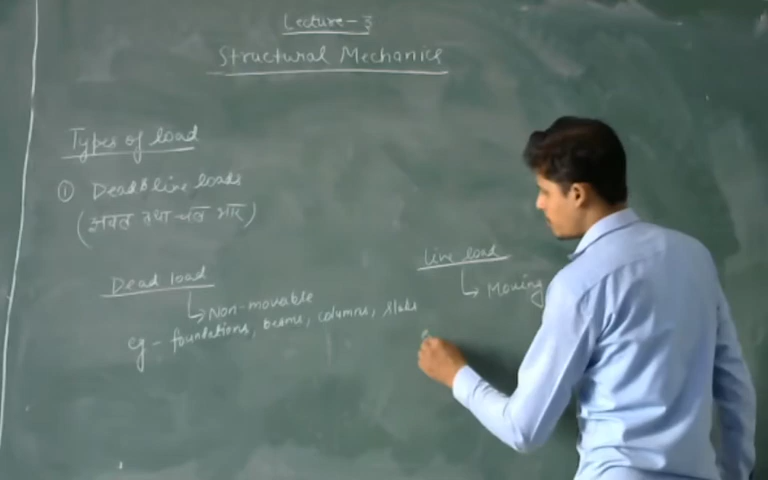 Lecture-3
Structural Mechanics
Types of load
① Dead & live loads
(अचल तथा चल भार)
Dead load
↳ Non-movable
eg - foundations, beams, columns, slabs
live load
↳ Moving